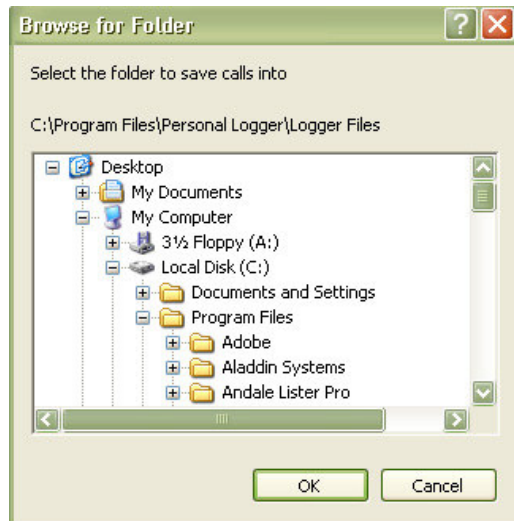 Browse for Folder
Select the folder to save calls into
C:\Program Files\Personal Logger\Logger Files
Desktop
My Documents
My Computer
3½ Floppy (A:)
Local Disk (C:)
Documents and Settings
Program Files
Adobe
Aladdin Systems
Andale Lister Pro
OK Cancel